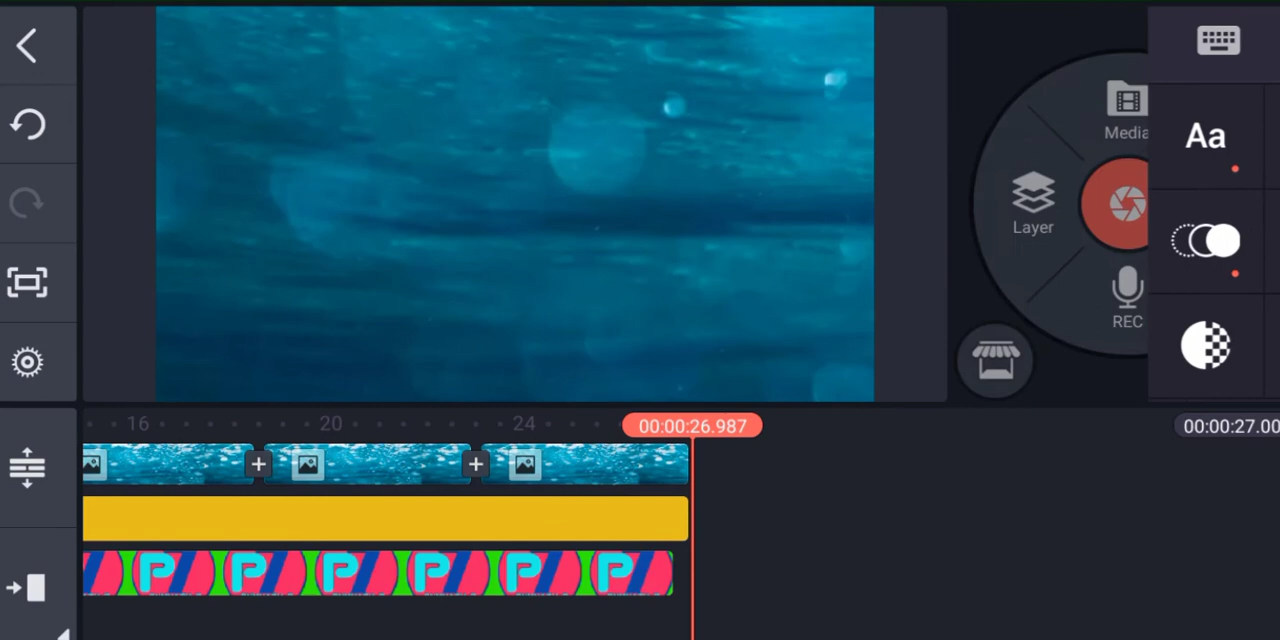 Media
Aa
Layer
REC
16
20
24
00:00:26.987
00:00:27.00
P
P
P
P
P
P